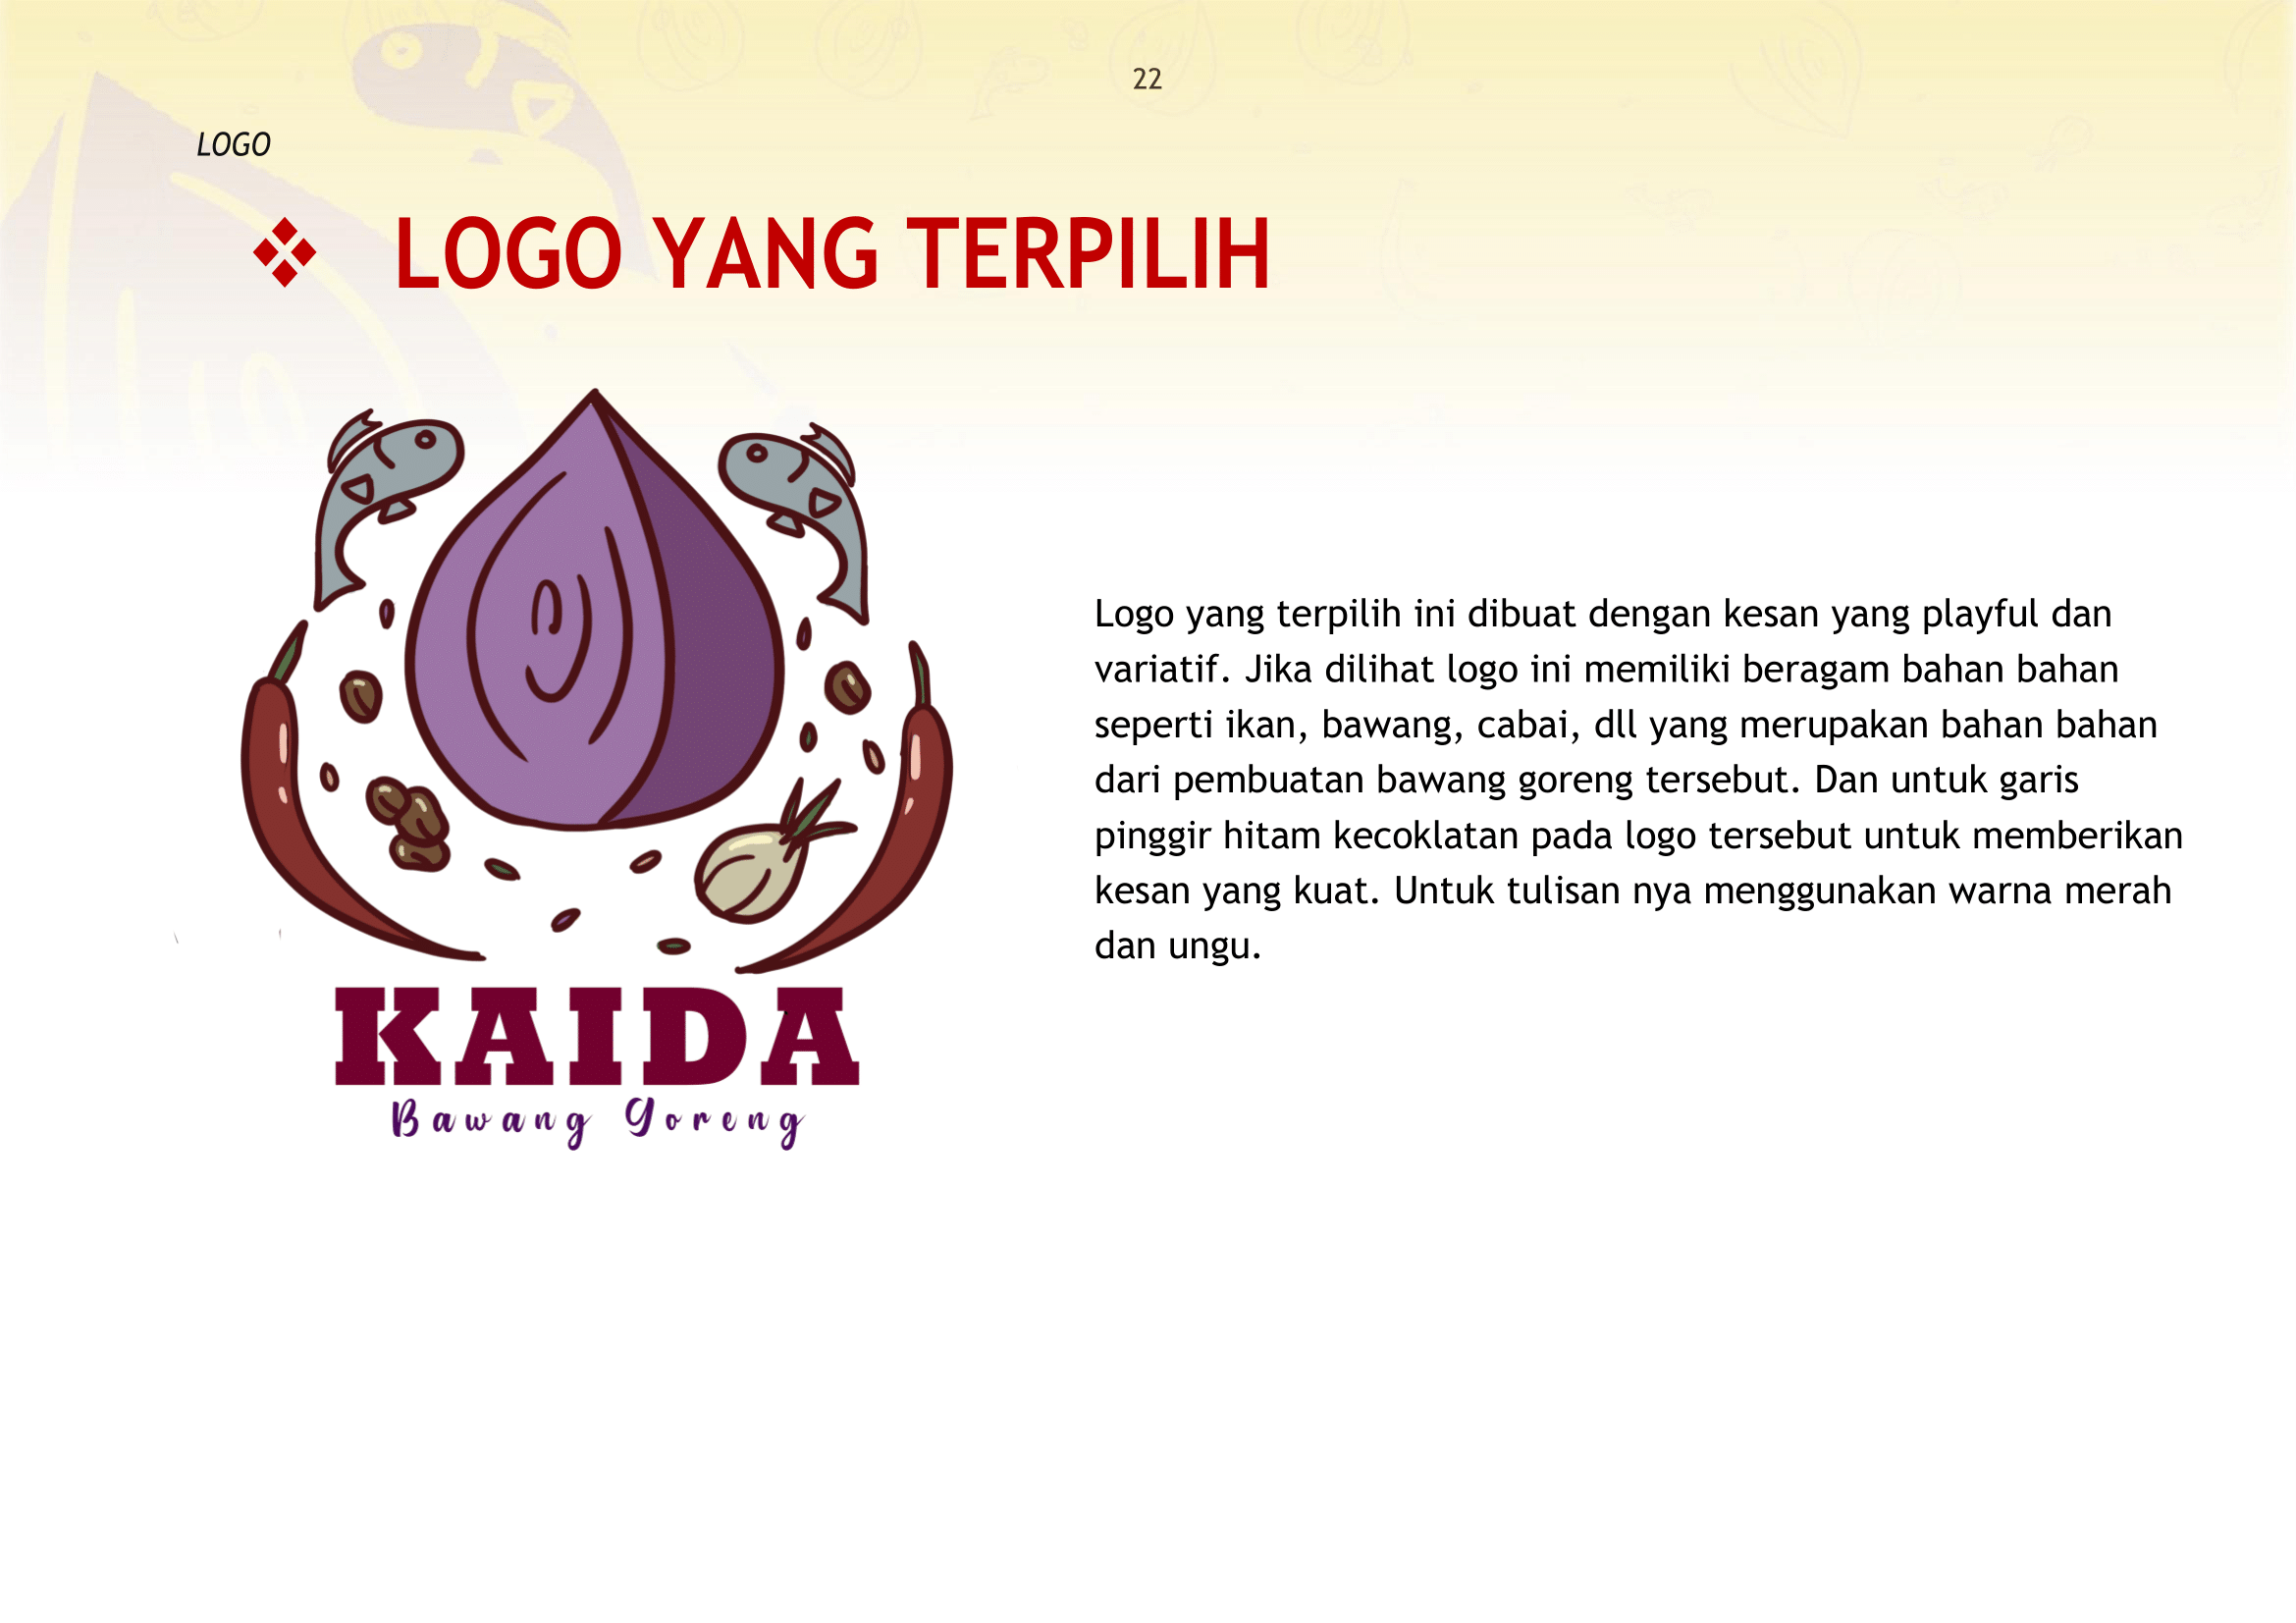 22
LOGO
❖ LOGO YANG TERPILIH
Logo yang terpilih ini dibuat dengan kesan yang playful dan
variatif. Jika dilihat logo ini memiliki beragam bahan bahan
seperti ikan, bawang, cabai, dll yang merupakan bahan bahan
dari pembuatan bawang goreng tersebut. Dan untuk garis
pinggir hitam kecoklatan pada logo tersebut untuk memberikan
kesan yang kuat. Untuk tulisan nya menggunakan warna merah
dan ungu.
KAIDA
Bawang Goreng